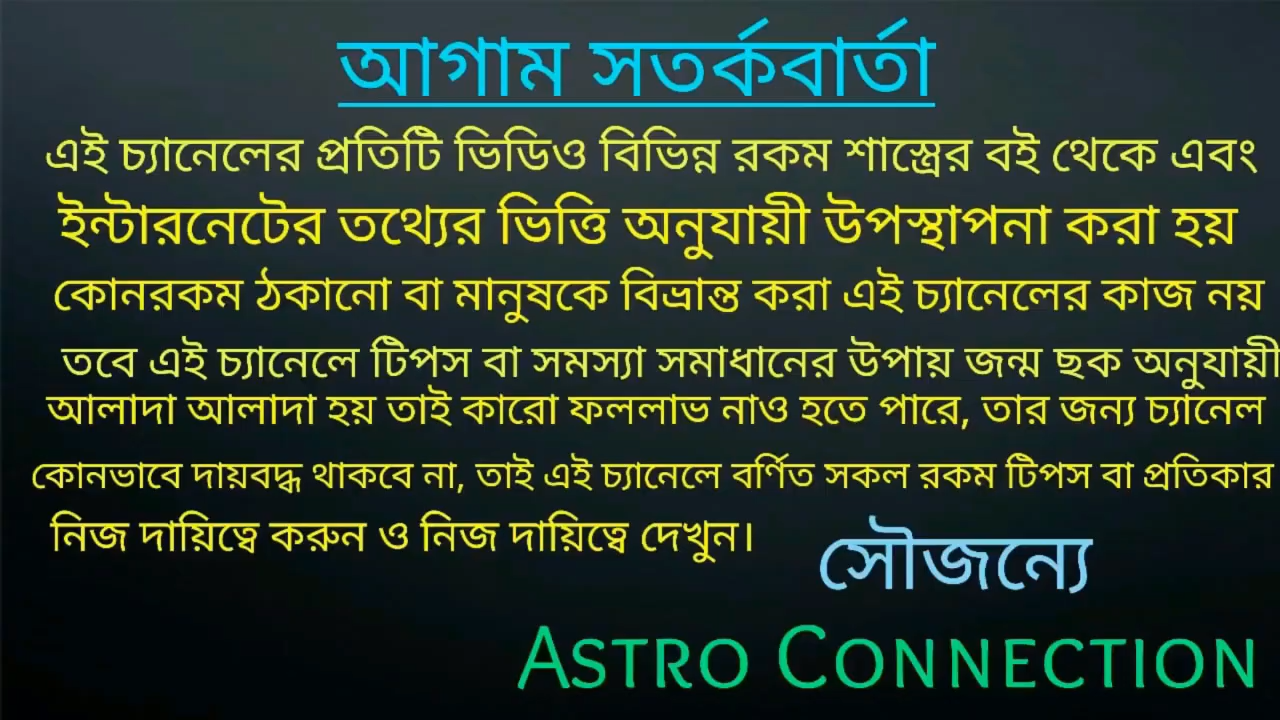 আগাম সতর্কবার্তা
এই চ্যানেলের প্রতিটি ভিডিও বিভিন্ন রকম শাস্ত্রের বই থেকে এবং
ইন্টারনেটের তথ্যের ভিত্তি অনুযায়ী উপস্থাপনা করা হয়
কোনরকম ঠকানো বা মানুষকে বিভ্রান্ত করা এই চ্যানেলের কাজ নয়
তবে এই চ্যানেলে টিপস বা সমস্যা সমাধানের উপায় জন্ম ছক অনুযায়ী
আলাদা আলাদা হয় তাই কারো ফললাভ নাও হতে পারে, তার জন্য চ্যানেল
কোনভাবে দায়বদ্ধ থাকবে না, তাই এই চ্যানেলে বর্ণিত সকল রকম টিপস বা প্রতিকার
নিজ দায়িত্বে করুন ও নিজ দায়িত্বে দেখুন।
সৌজন্যে
ASTRO CONNECTION